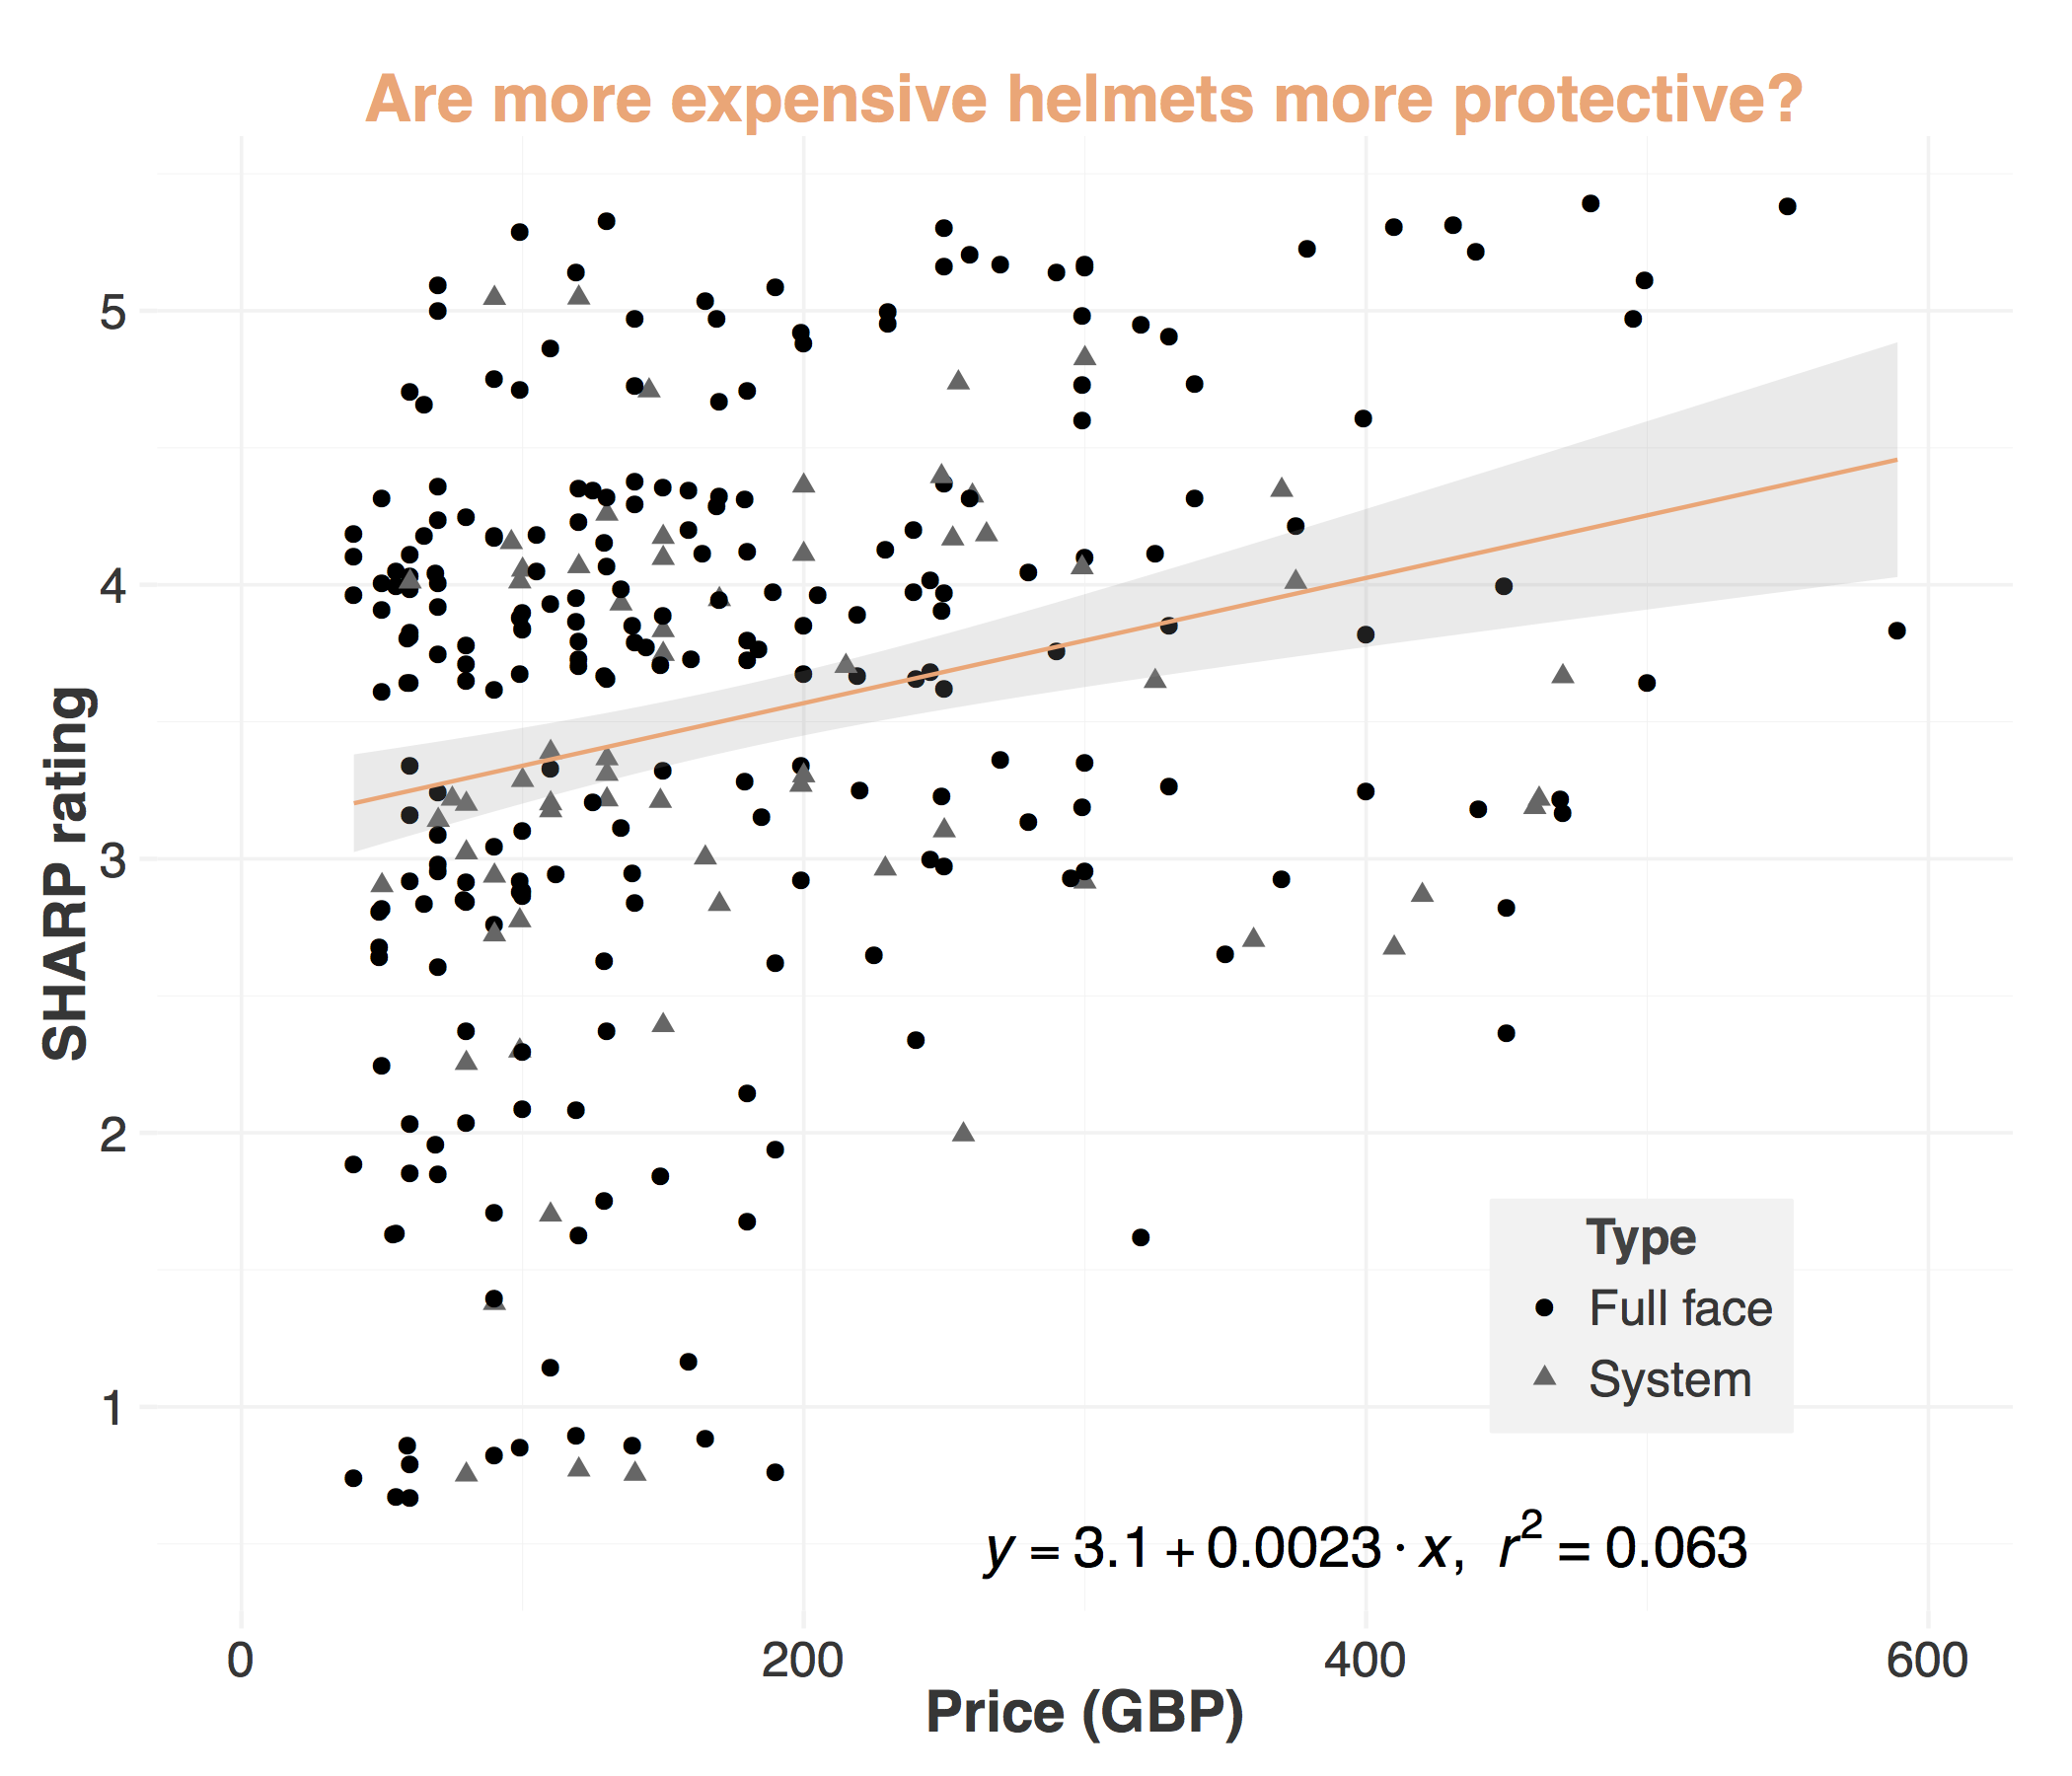 Are more expensive helmets more protective?
5
4
3
2
1
SHARP rating
Type
Full face
System
y = 3.1 + 0.0023 · x, r² = 0.063
0 200 400 600
Price (GBP)